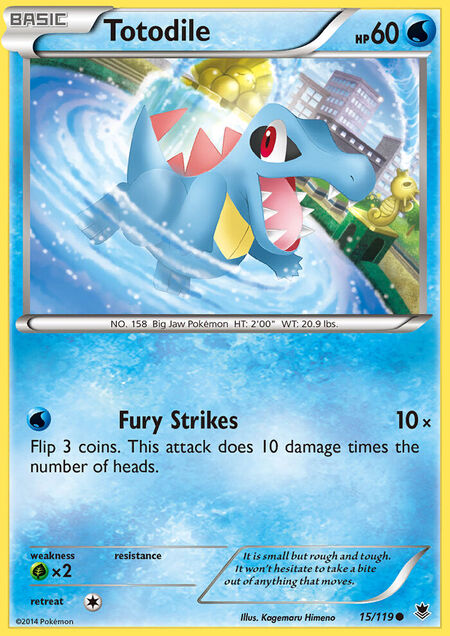 BASIC
Totodile
HP60
NO. 158 Big Jaw Pokémon HT: 2'00" WT: 20.9 lbs.
Fury Strikes 10×
Flip 3 coins. This attack does 10 damage times the
number of heads.
weakness resistance
×2
It is small but rough and tough.
It won't hesitate to take a bite
out of anything that moves.
retreat
©2014 Pokémon Illus. Kagemaru Himeno 15/119